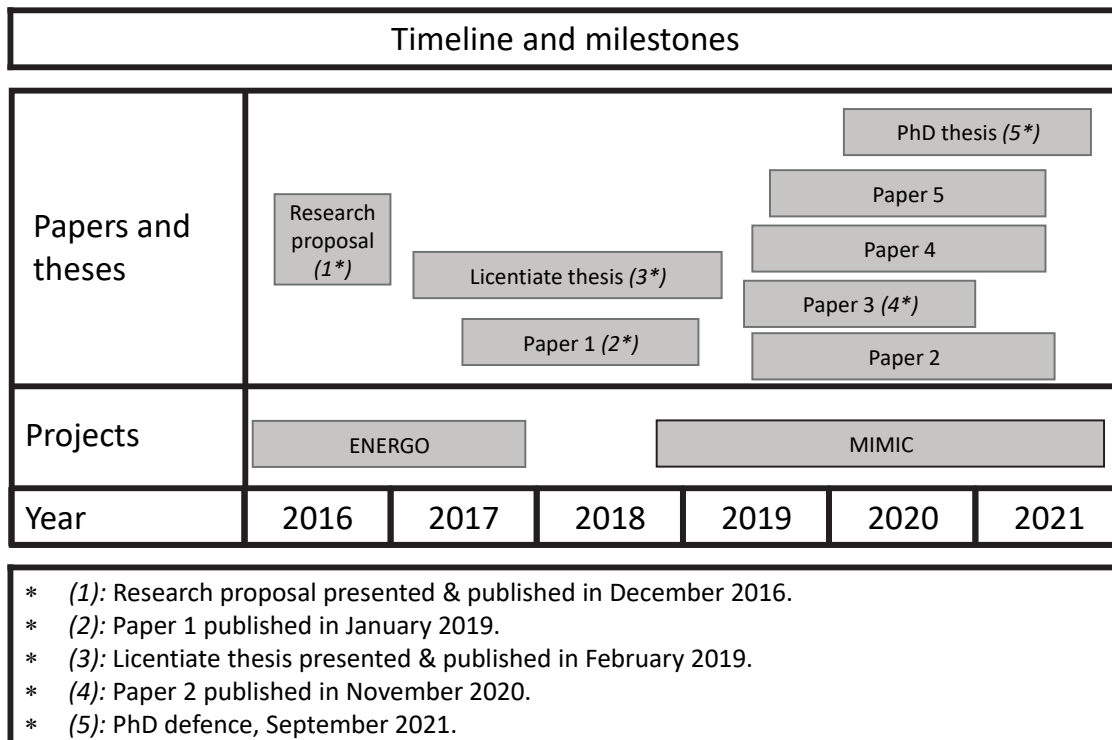 Timeline and milestones
Papers and
theses
PhD thesis (5*)
Paper 5
Research
proposal
(1*)
Paper 4
Licentiate thesis (3*)
Paper 3 (4*)
Paper 1 (2*)
Paper 2
Projects
ENERGO
MIMIC
Year 2016 2017 2018 2019 2020 2021
* (1): Research proposal presented & published in December 2016.
* (2): Paper 1 published in January 2019.
* (3): Licentiate thesis presented & published in February 2019.
* (4): Paper 2 published in November 2020.
* (5): PhD defence, September 2021.